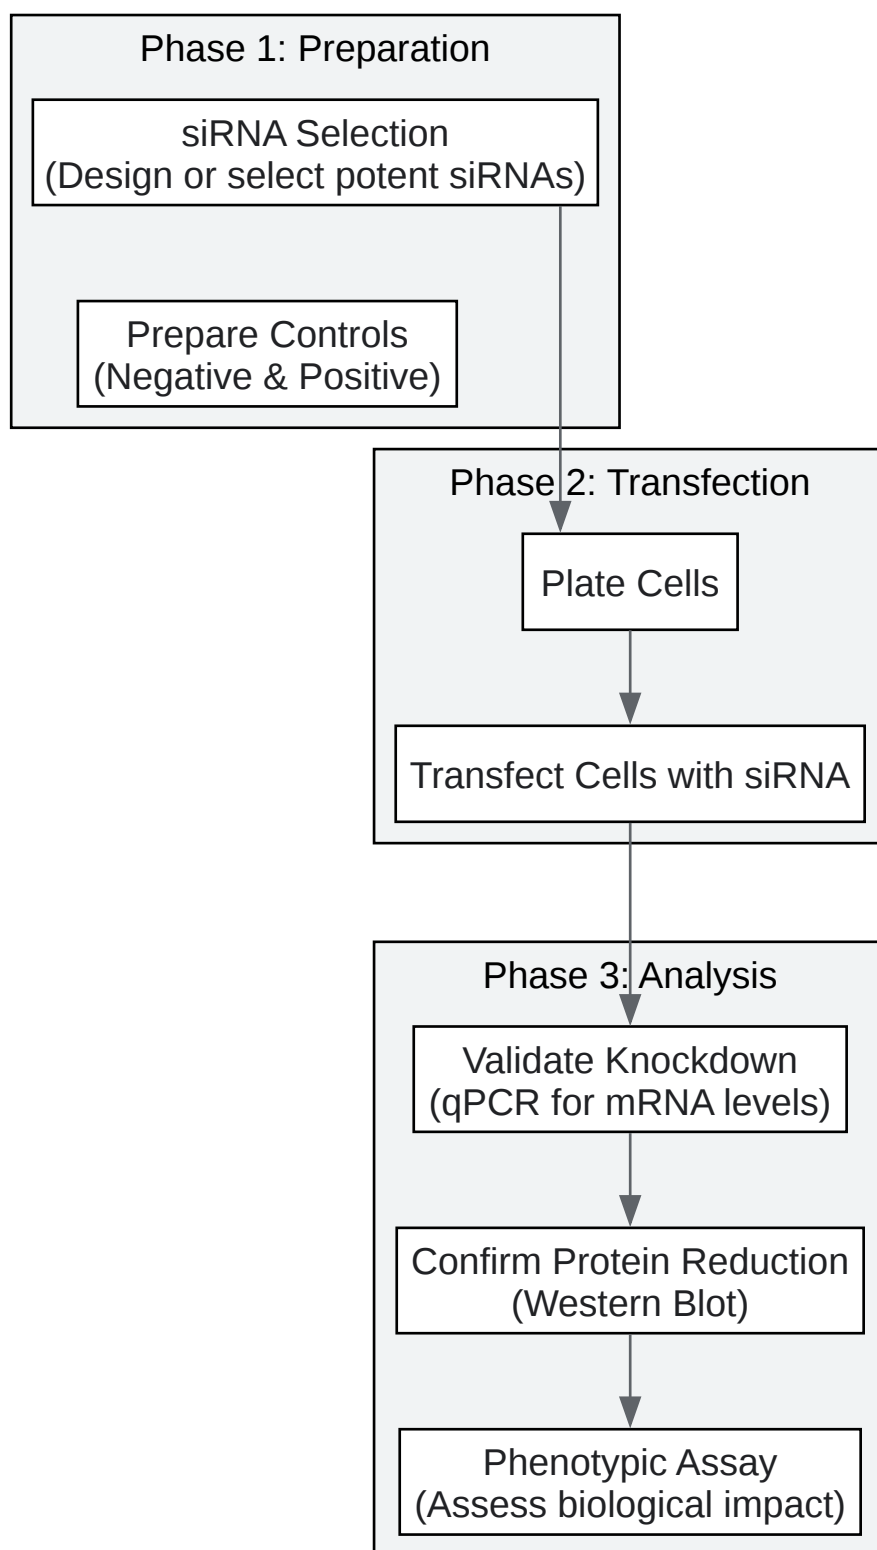 Phase 1: Preparation
siRNA Selection
(Design or select potent siRNAs)
Prepare Controls
(Negative & Positive)
Phase 2: Transfection
Plate Cells
Transfect Cells with siRNA
Phase 3: Analysis
Validate Knockdown
(qPCR for mRNA levels)
Confirm Protein Reduction
(Western Blot)
Phenotypic Assay
(Assess biological impact)